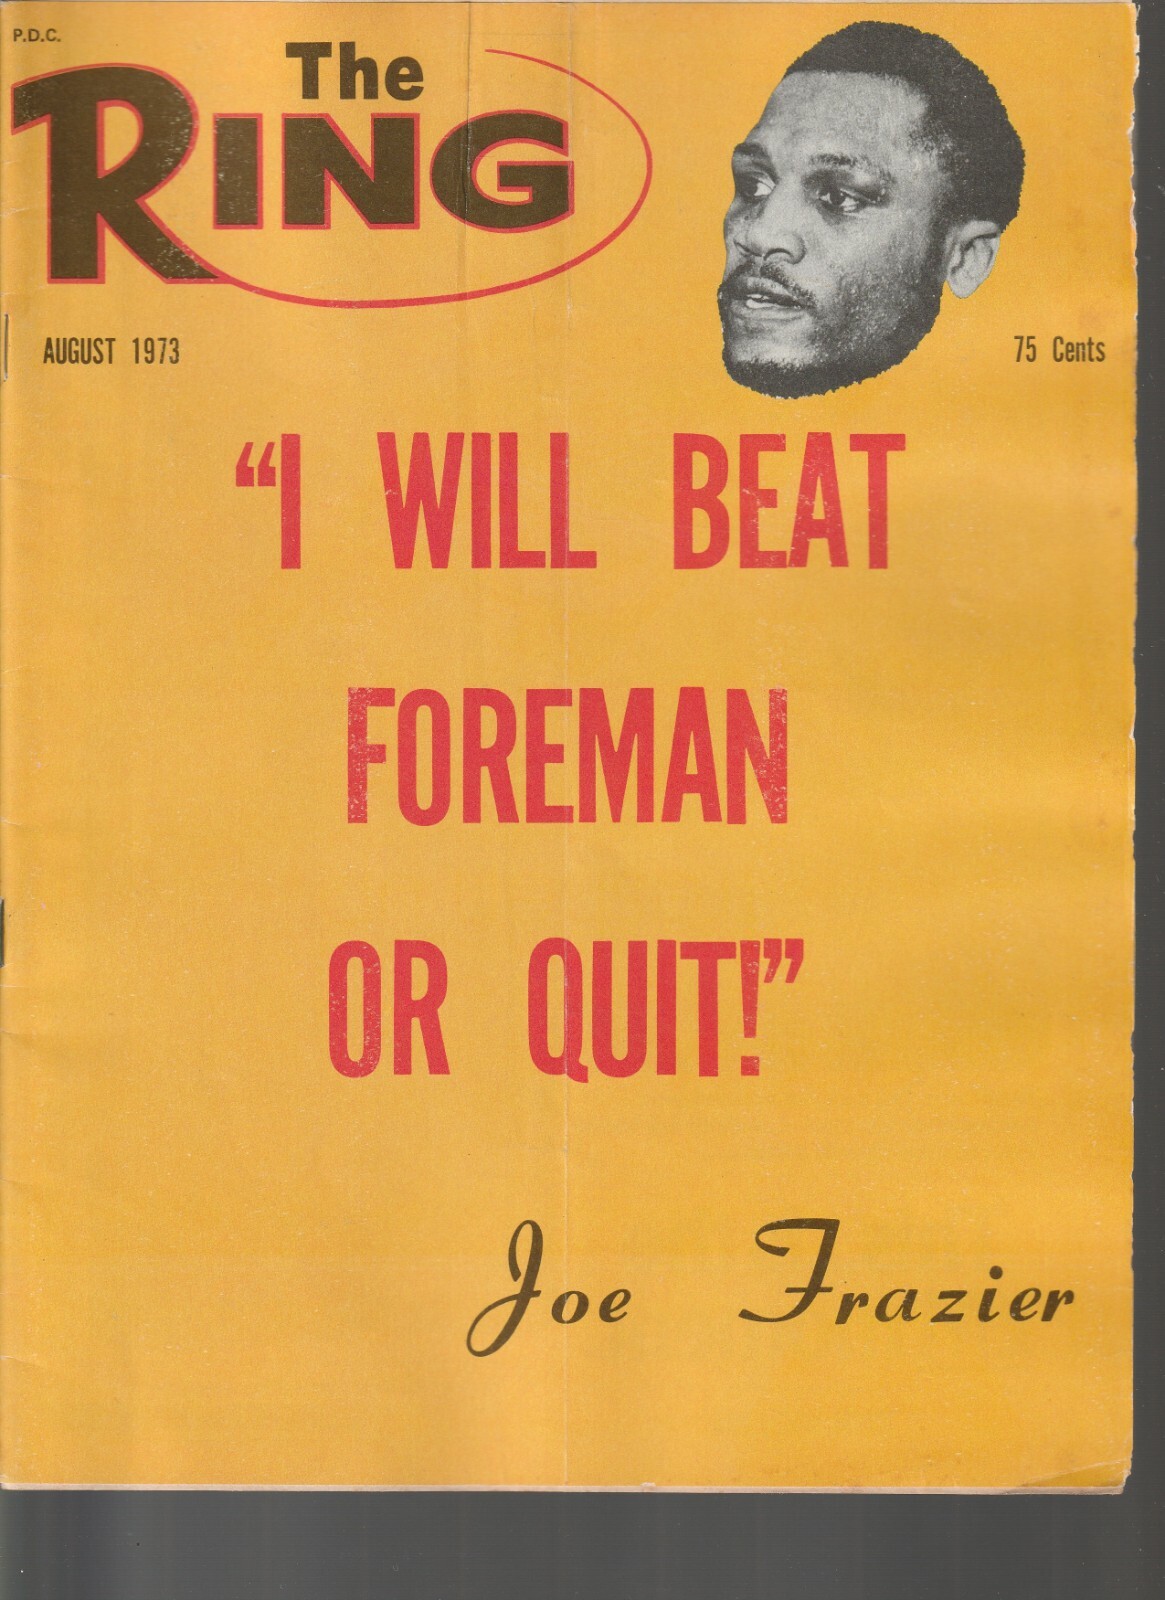 P.D.C.
The
RING
AUGUST 1973
75 Cents
“I WILL BEAT
FOREMAN
OR QUIT!”
Joe Frazier